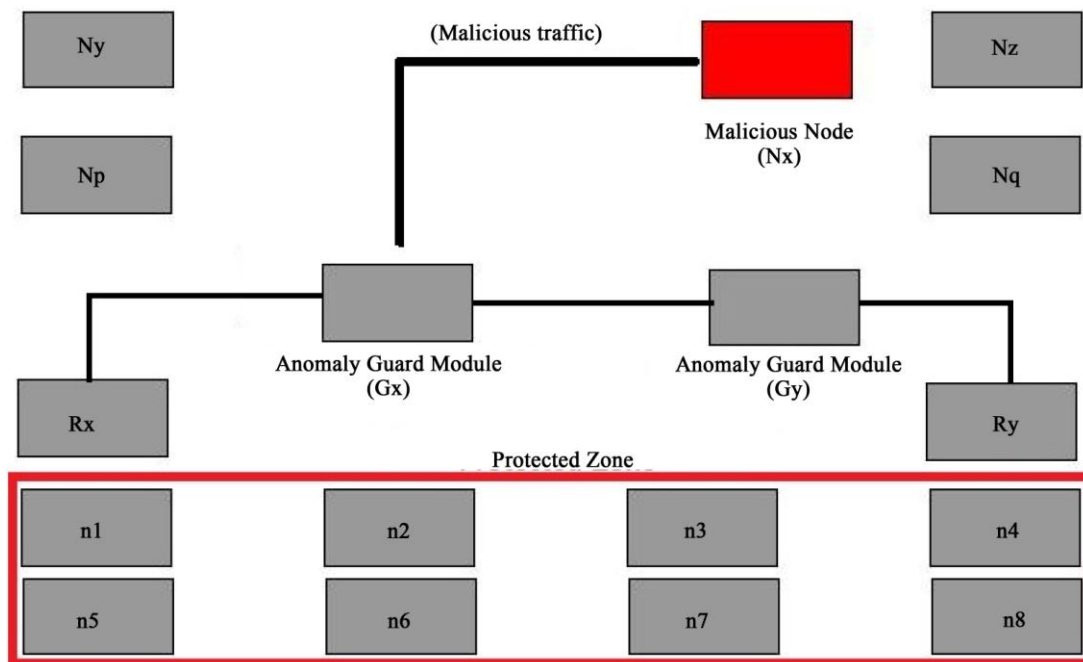 Ny
(Malicious traffic)
Nz
Malicious Node
(Nx)
Np
Nq
Anomaly Guard Module
(Gx)
Anomaly Guard Module
(Gy)
Rx
Ry
Protected Zone
n1
n2
n3
n4
n5
n6
n7
n8